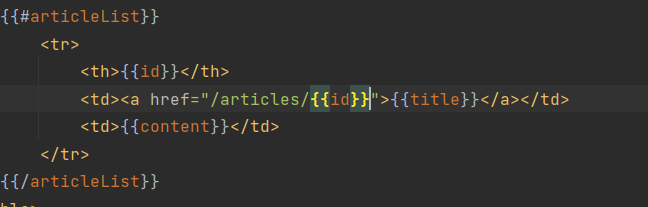 {{#articleList}}
<tr>
<th>{{id}}</th>
<td><a href="/articles/{{id}}">{{title}}</a></td>
<td>{{content}}</td>
</tr>
{{/articleList}}